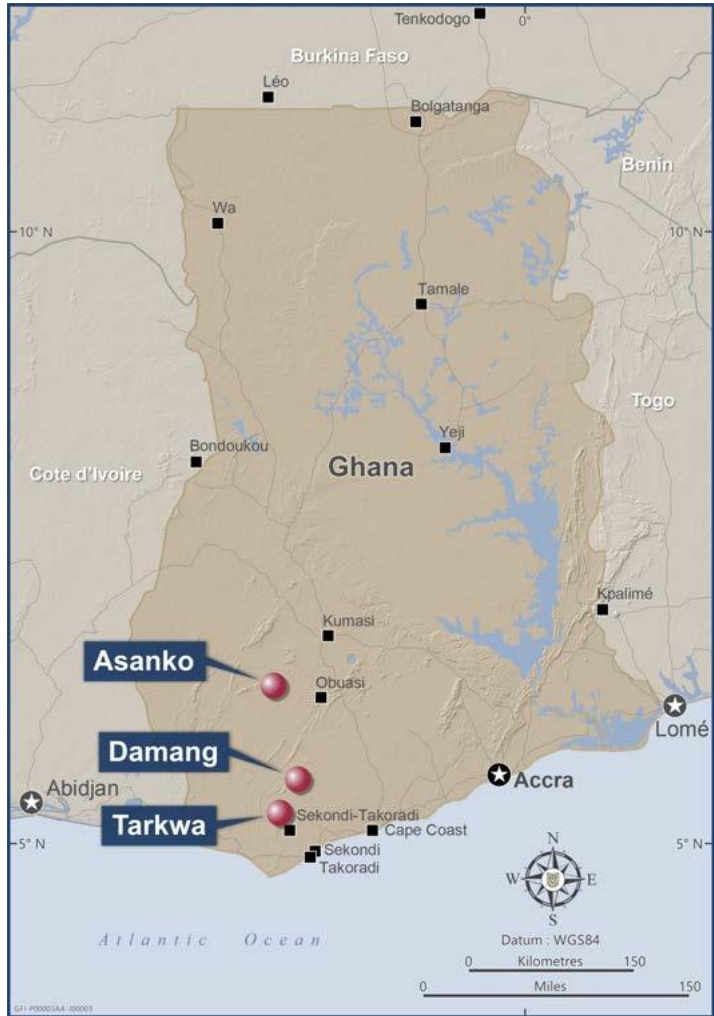 Tenkodogo
0°
Burkina Faso
Léo
Bolgatanga
Benin
Wa
10° N
10° N
Tamale
Togo
Yeji
Bondoukou
Ghana
Cote d'Ivoire
Kpalimé
Kumasi
Asanko
Obuasi
Lomé
Damang
Accra
Abidjan
Tarkwa
Sekondi-Takoradi
Cape Coast
5° N
5° N
Sekondi
Takoradi
N
W
E
S
Atlantic Ocean
Datum : WGS84
Kilometres
0
150
Miles
0
150